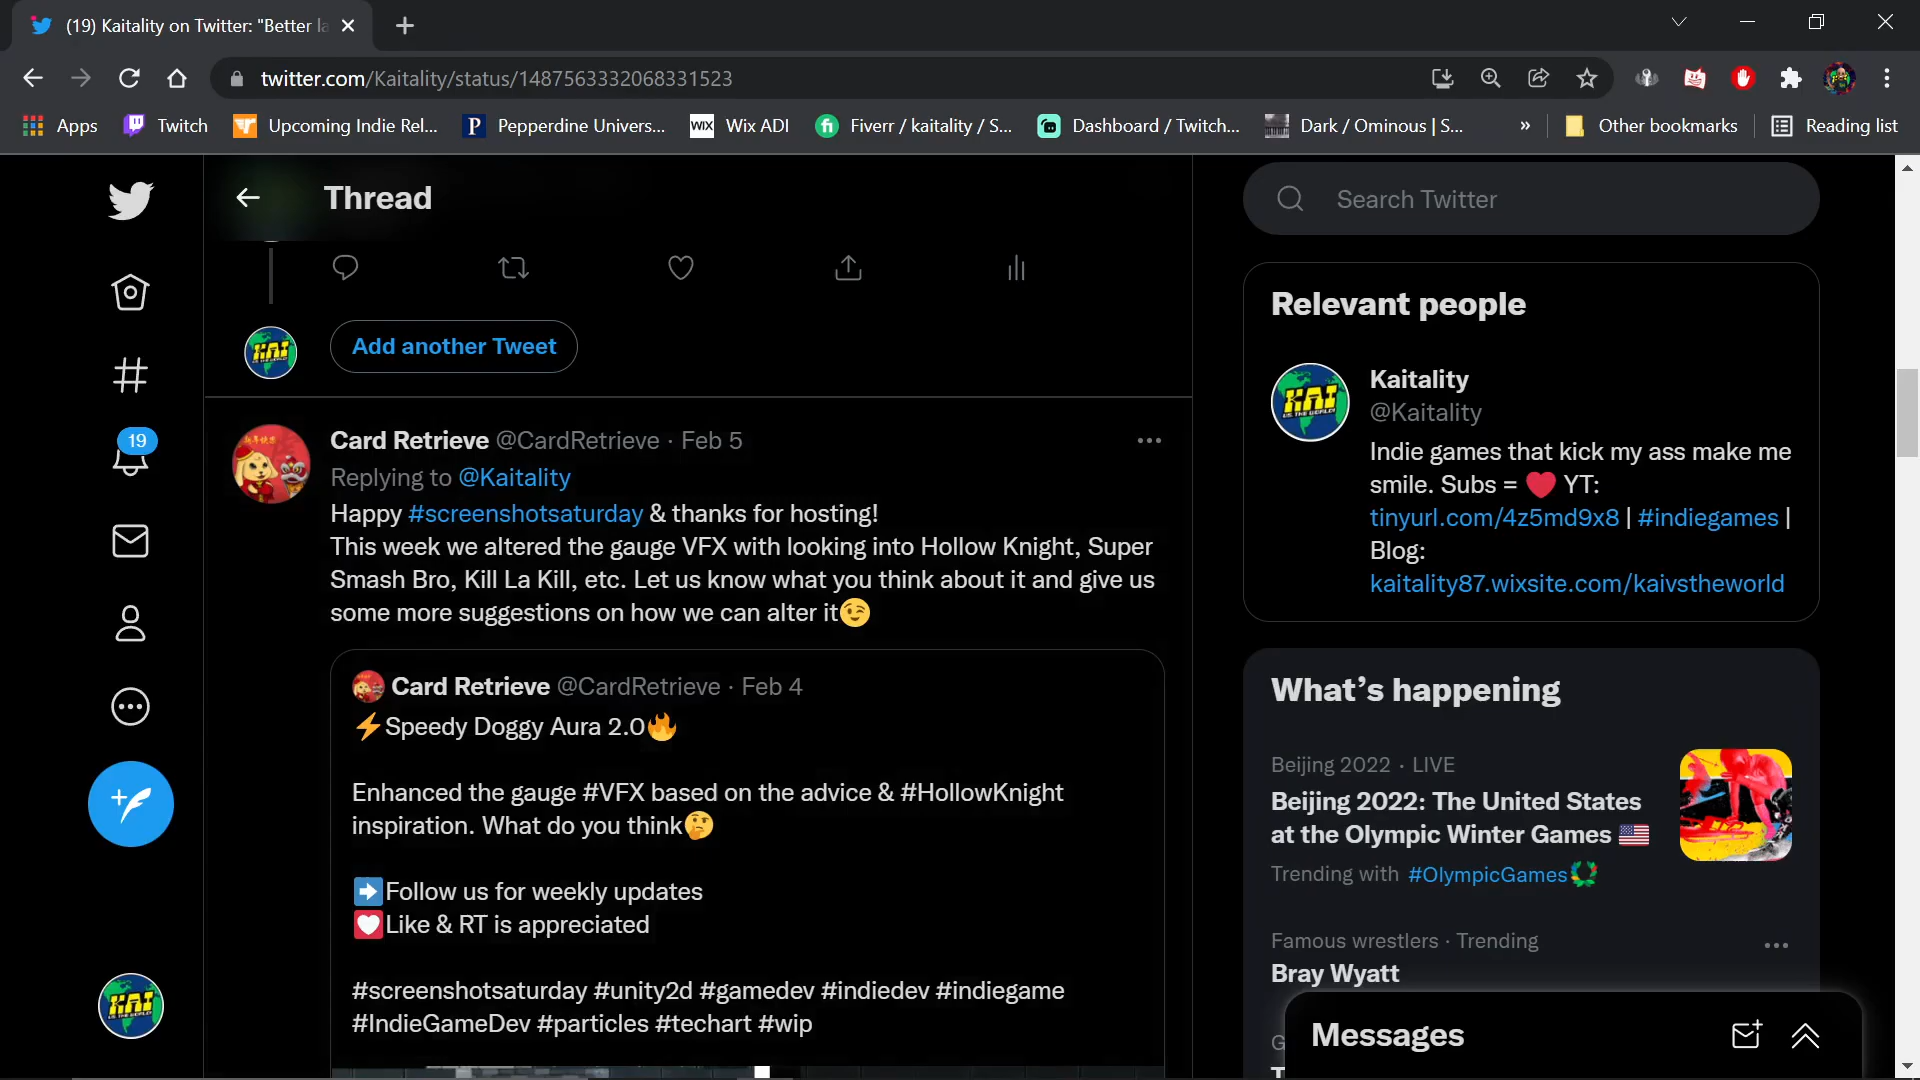 (19) Kaitality on Twitter: "Better la
twitter.com/Kaitality/status/1487563332068331523
Apps
Twitch
Upcoming Indie Rel...
Pepperdine Univers...
WIX
Wix ADI
Fiverr / kaitality / S...
Dashboard / Twitch...
Dark / Ominous | S...
»
Other bookmarks
Reading list
Thread
Search Twitter
Add another Tweet
Relevant people
Kaitality
@Kaitality
Indie games that kick my ass make me
smile. Subs = ❤️ YT:
tinyurl.com/4z5md9x8 | #indiegames |
Blog:
kaitality87.wixsite.com/kaivstheworld
19
Card Retrieve @CardRetrieve · Feb 5
Replying to @Kaitality
Happy #screenshotsaturday & thanks for hosting!
This week we altered the gauge VFX with looking into Hollow Knight, Super
Smash Bro, Kill La Kill, etc. Let us know what you think about it and give us
some more suggestions on how we can alter it😉
Card Retrieve @CardRetrieve · Feb 4
⚡Speedy Doggy Aura 2.0🔥
Enhanced the gauge #VFX based on the advice & #HollowKnight
inspiration. What do you think🤔
➡️Follow us for weekly updates
💟Like & RT is appreciated
#screenshotsaturday #unity2d #gamedev #indiedev #indiegame
#IndieGameDev #particles #techart #wip
What's happening
Beijing 2022 · LIVE
Beijing 2022: The United States
at the Olympic Winter Games 🇺🇸
Trending with #OlympicGames
Famous wrestlers · Trending
Bray Wyatt
Messages
KAI